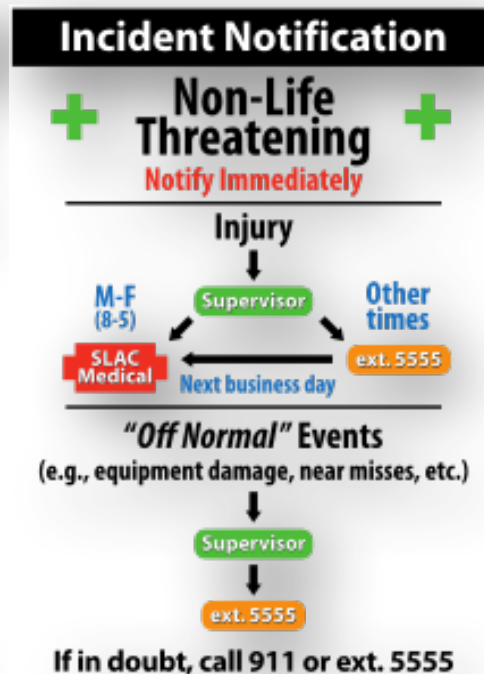 Incident Notification
Non-Life
Threatening
Notify Immediately
Injury
M-F
(8-5)
Supervisor
Other
times
SLAC
Medical
Next business day
ext. 5555
"Off Normal" Events
(e.g., equipment damage, near misses, etc.)
Supervisor
ext. 5555
If in doubt, call 911 or ext. 5555